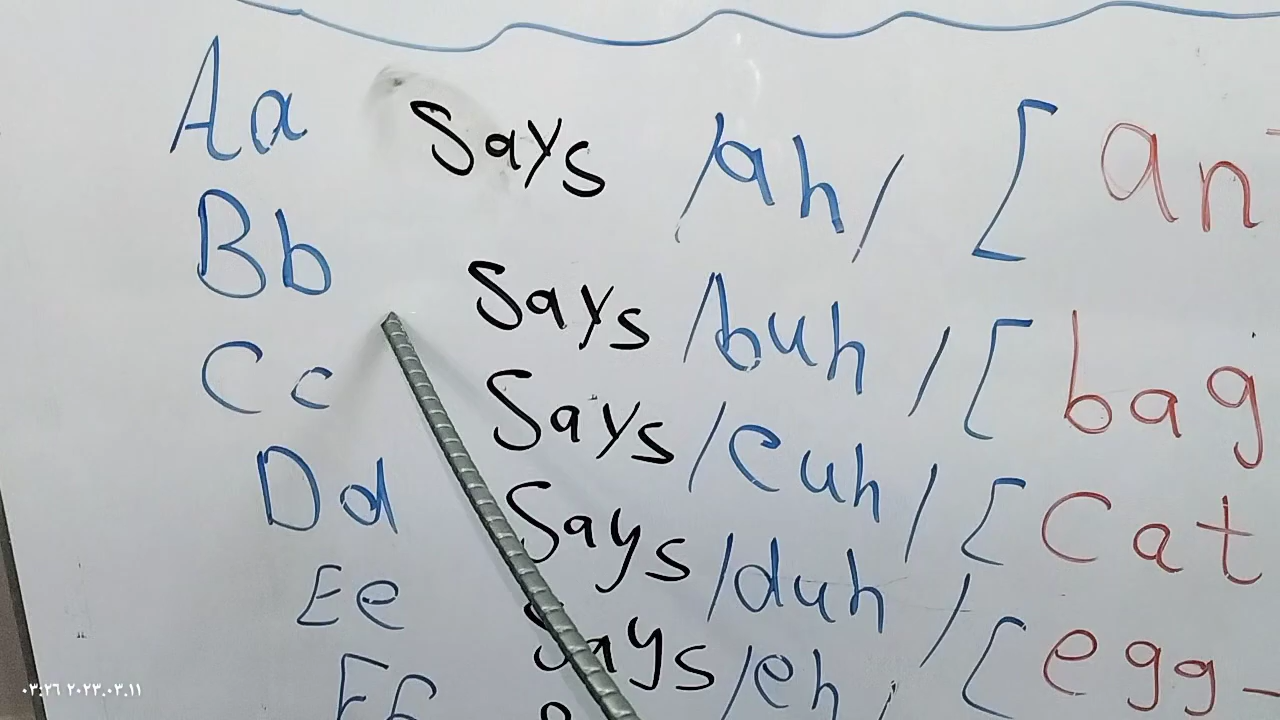 Aa says /ah/ [an
Bb says /buh/ [bag
Cc says /cuh/ [cat
Dd says /duh/
Ee says /eh/ [egg-
Ff
٠٣:٢٦ ٢٠٢٣.٠٣.١١